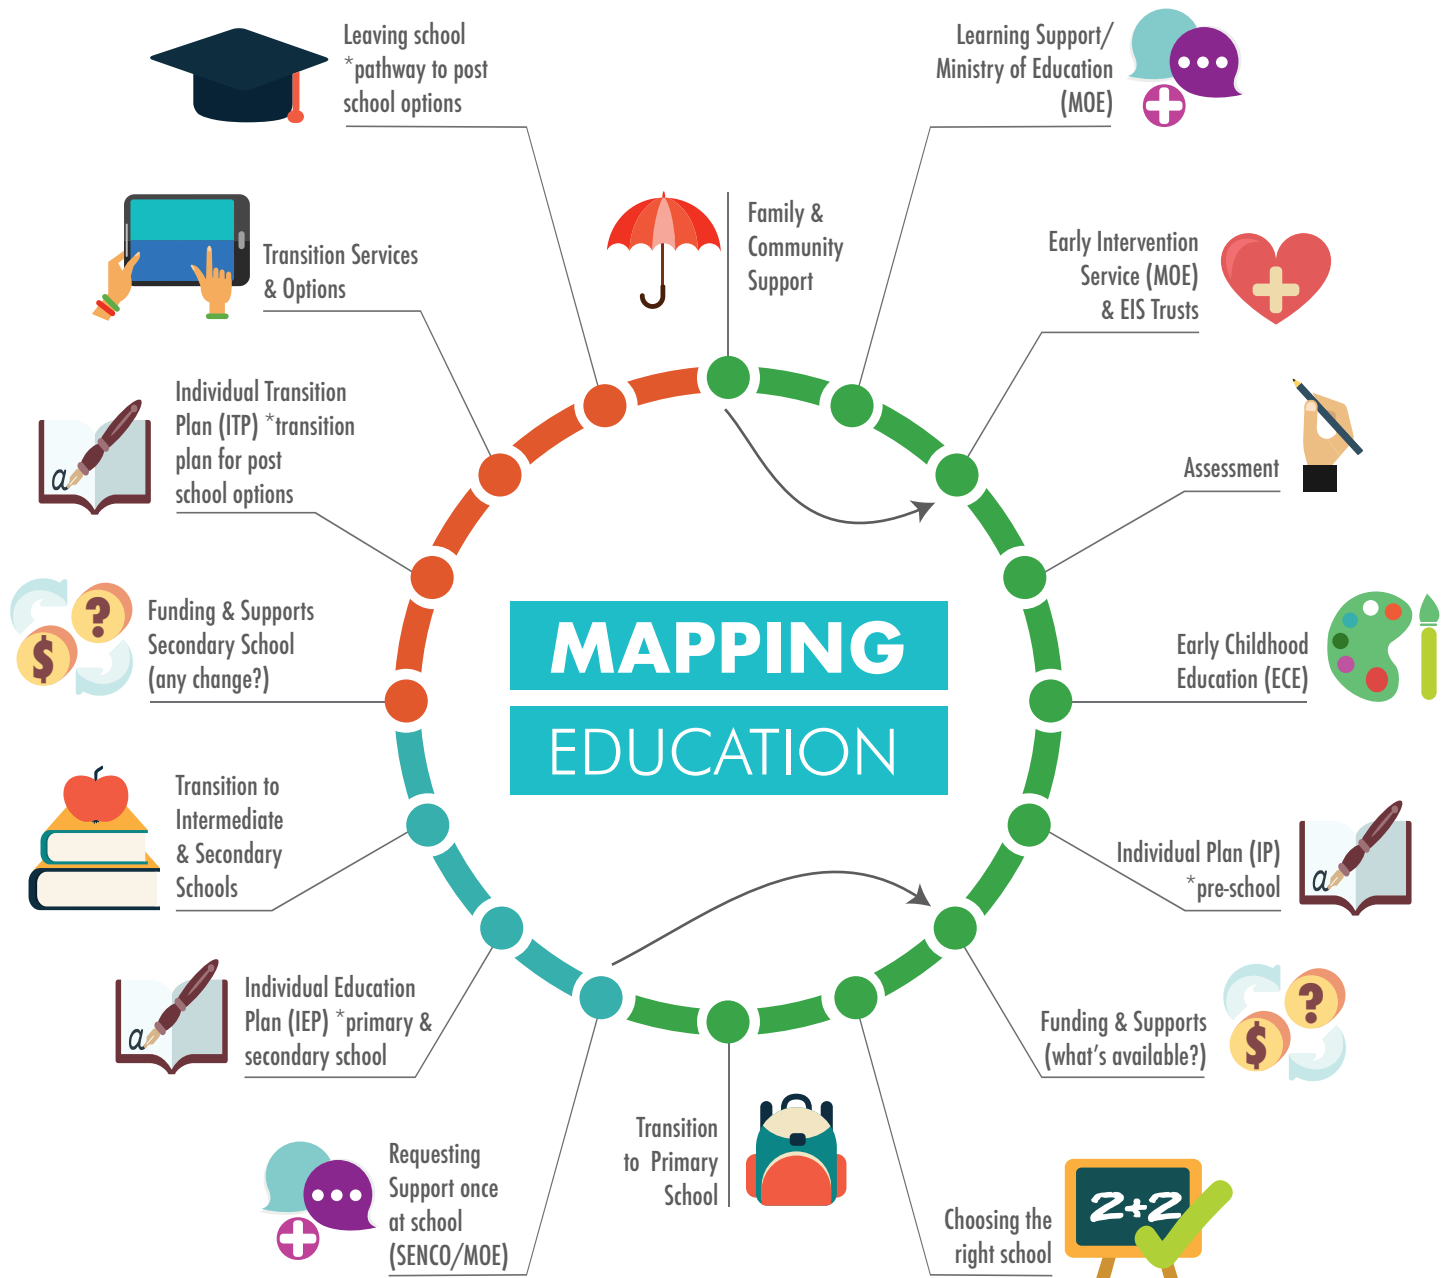 Leaving school
*pathway to post
school options
Learning Support/
Ministry of Education
(MOE)
Family &
Community
Support
Early Intervention
Service (MOE)
& EIS Trusts
Transition Services
& Options
Individual Transition
Plan (ITP) *transition
plan for post
school options
a
Assessment
Funding & Supports
Secondary School
(any change?)
?
$
MAPPING
EDUCATION
Early Childhood
Education (ECE)
Transition to
Intermediate
& Secondary
Schools
Individual Plan (IP)
*pre-school
a
Individual Education
Plan (IEP) *primary &
secondary school
a
Funding & Supports
(what's available?)
?
$
Requesting
Support once
at school
(SENCO/MOE)
Transition
to Primary
School
Choosing the
right school
2+2